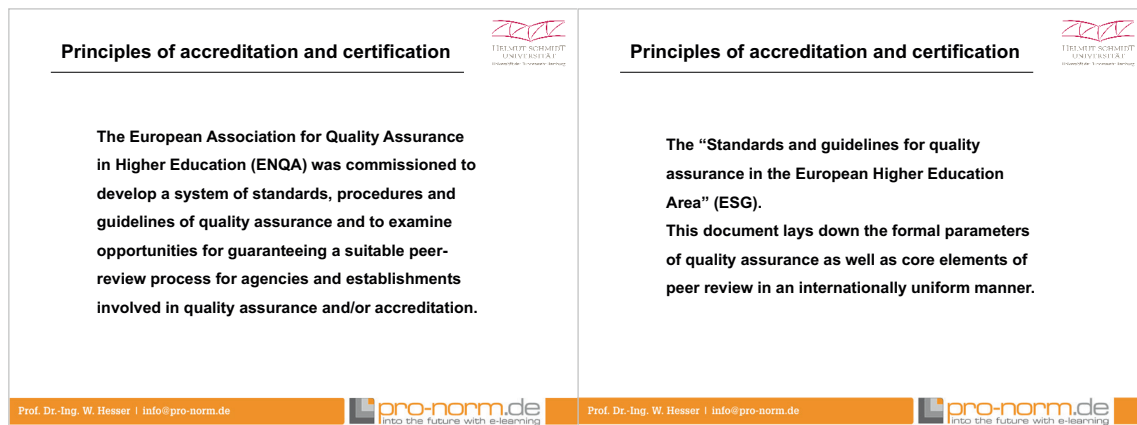 Principles of accreditation and certification
HELMUT SCHMIDT
UNIVERSITÄT
The European Association for Quality Assurance
in Higher Education (ENQA) was commissioned to
develop a system of standards, procedures and
guidelines of quality assurance and to examine
opportunities for guaranteeing a suitable peer-
review process for agencies and establishments
involved in quality assurance and/or accreditation.
Prof. Dr.-Ing. W. Hesser | info@pro-norm.de
pro-norm.de
into the future with e-learning
Principles of accreditation and certification
HELMUT SCHMIDT
UNIVERSITÄT
The “Standards and guidelines for quality
assurance in the European Higher Education
Area” (ESG).
This document lays down the formal parameters
of quality assurance as well as core elements of
peer review in an internationally uniform manner.
Prof. Dr.-Ing. W. Hesser | info@pro-norm.de
pro-norm.de
into the future with e-learning